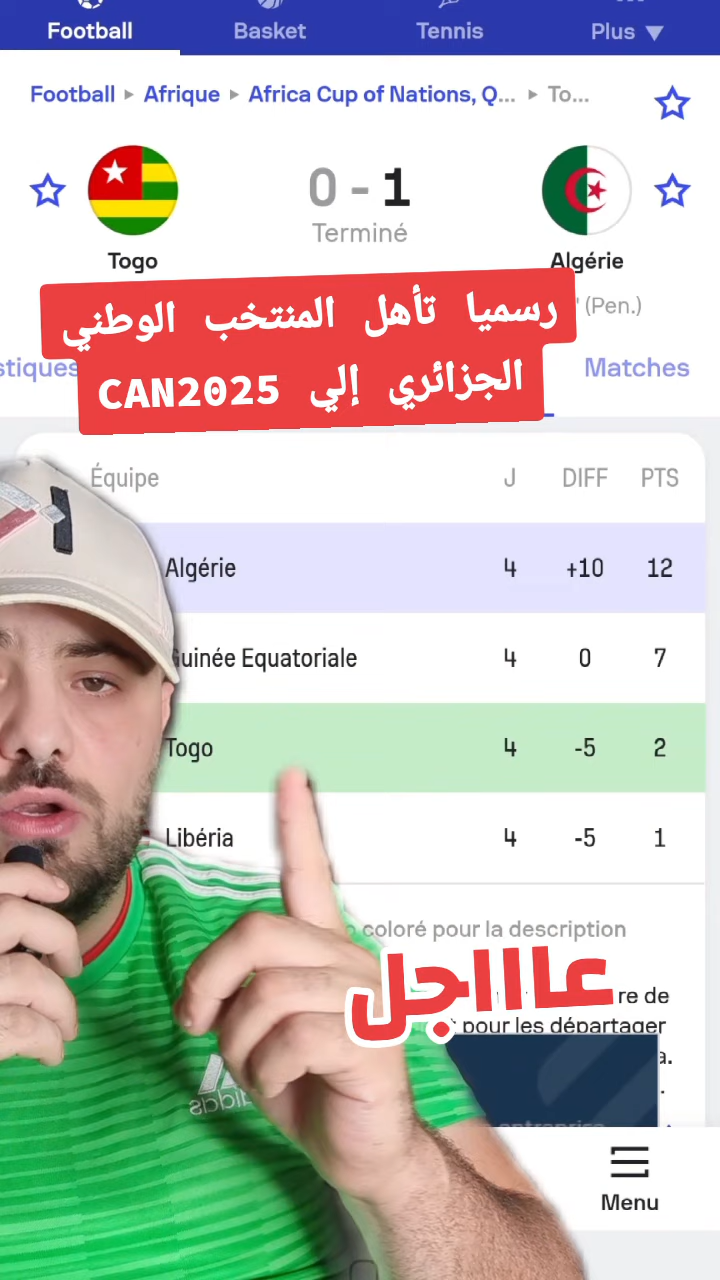 Football Basket Tennis Plus ▼
Football ▸ Afrique ▸ Africa Cup of Nations, Q... ▸ To...
0 - 1
Terminé
Togo Algérie
' (Pen.)
رسميا تأهل المنتخب الوطني
الجزائري إلي CAN2025
stiques Matches
Équipe J DIFF PTS
Algérie 4 +10 12
Guinée Equatoriale 4 0 7
Togo 4 -5 2
Libéria 4 -5 1
coloré pour la description
عاااجل
re de
pour les départager
a.
entreprise
adidas
Menu